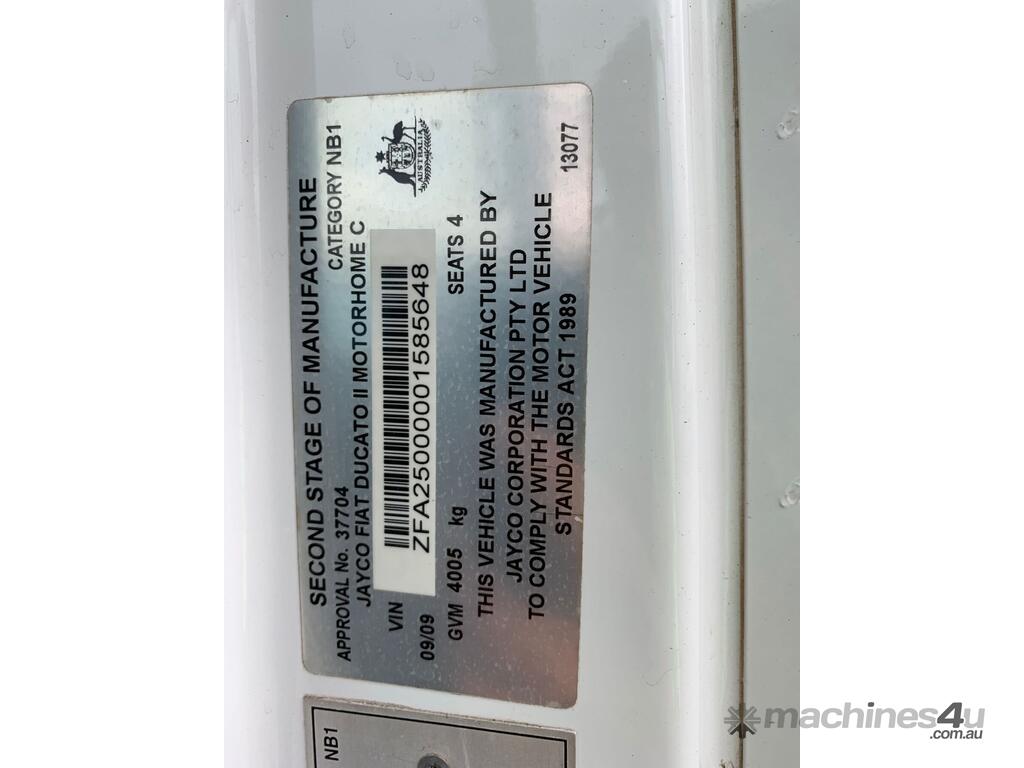 SECOND STAGE OF MANUFACTURE
APPROVAL No. 37704 CATEGORY NB1
JAYCO FIAT DUCATO II MOTORHOME C
VIN
ZFA25000001585648
09/09
AUSTRALIA
GVM 4005 kg SEATS 4
THIS VEHICLE WAS MANUFACTURED BY
JAYCO CORPORATION PTY LTD
TO COMPLY WITH THE MOTOR VEHICLE
STANDARDS ACT 1989
13077
NB1
machines4u
.com.au